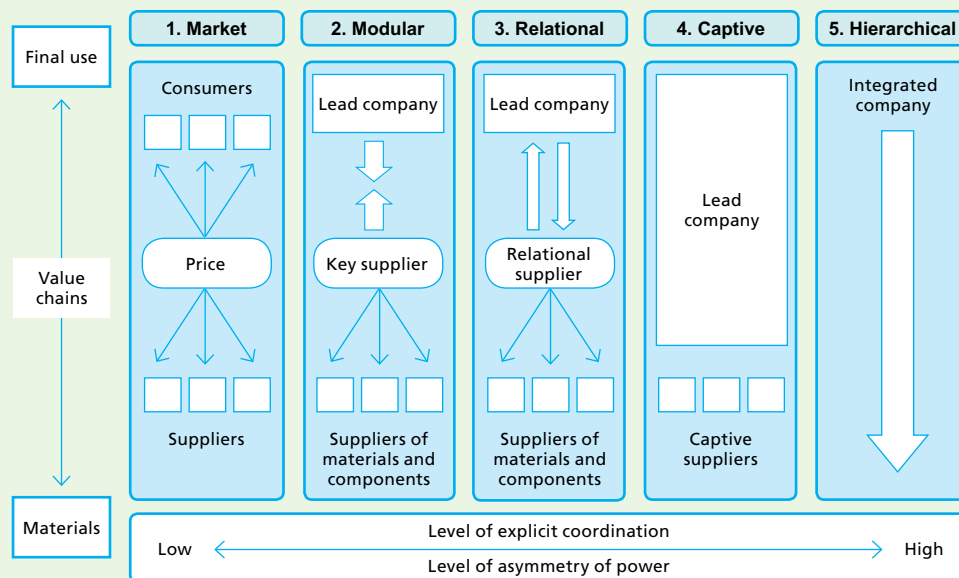 1. Market
2. Modular
3. Relational
4. Captive
5. Hierarchical
Final use
Value
chains
Materials
Consumers
Price
Suppliers
Lead company
Key supplier
Suppliers of
materials and
components
Lead company
Relational
supplier
Suppliers of
materials and
components
Lead
company
Captive
suppliers
Integrated
company
Level of explicit coordination
Low
High
Level of asymmetry of power